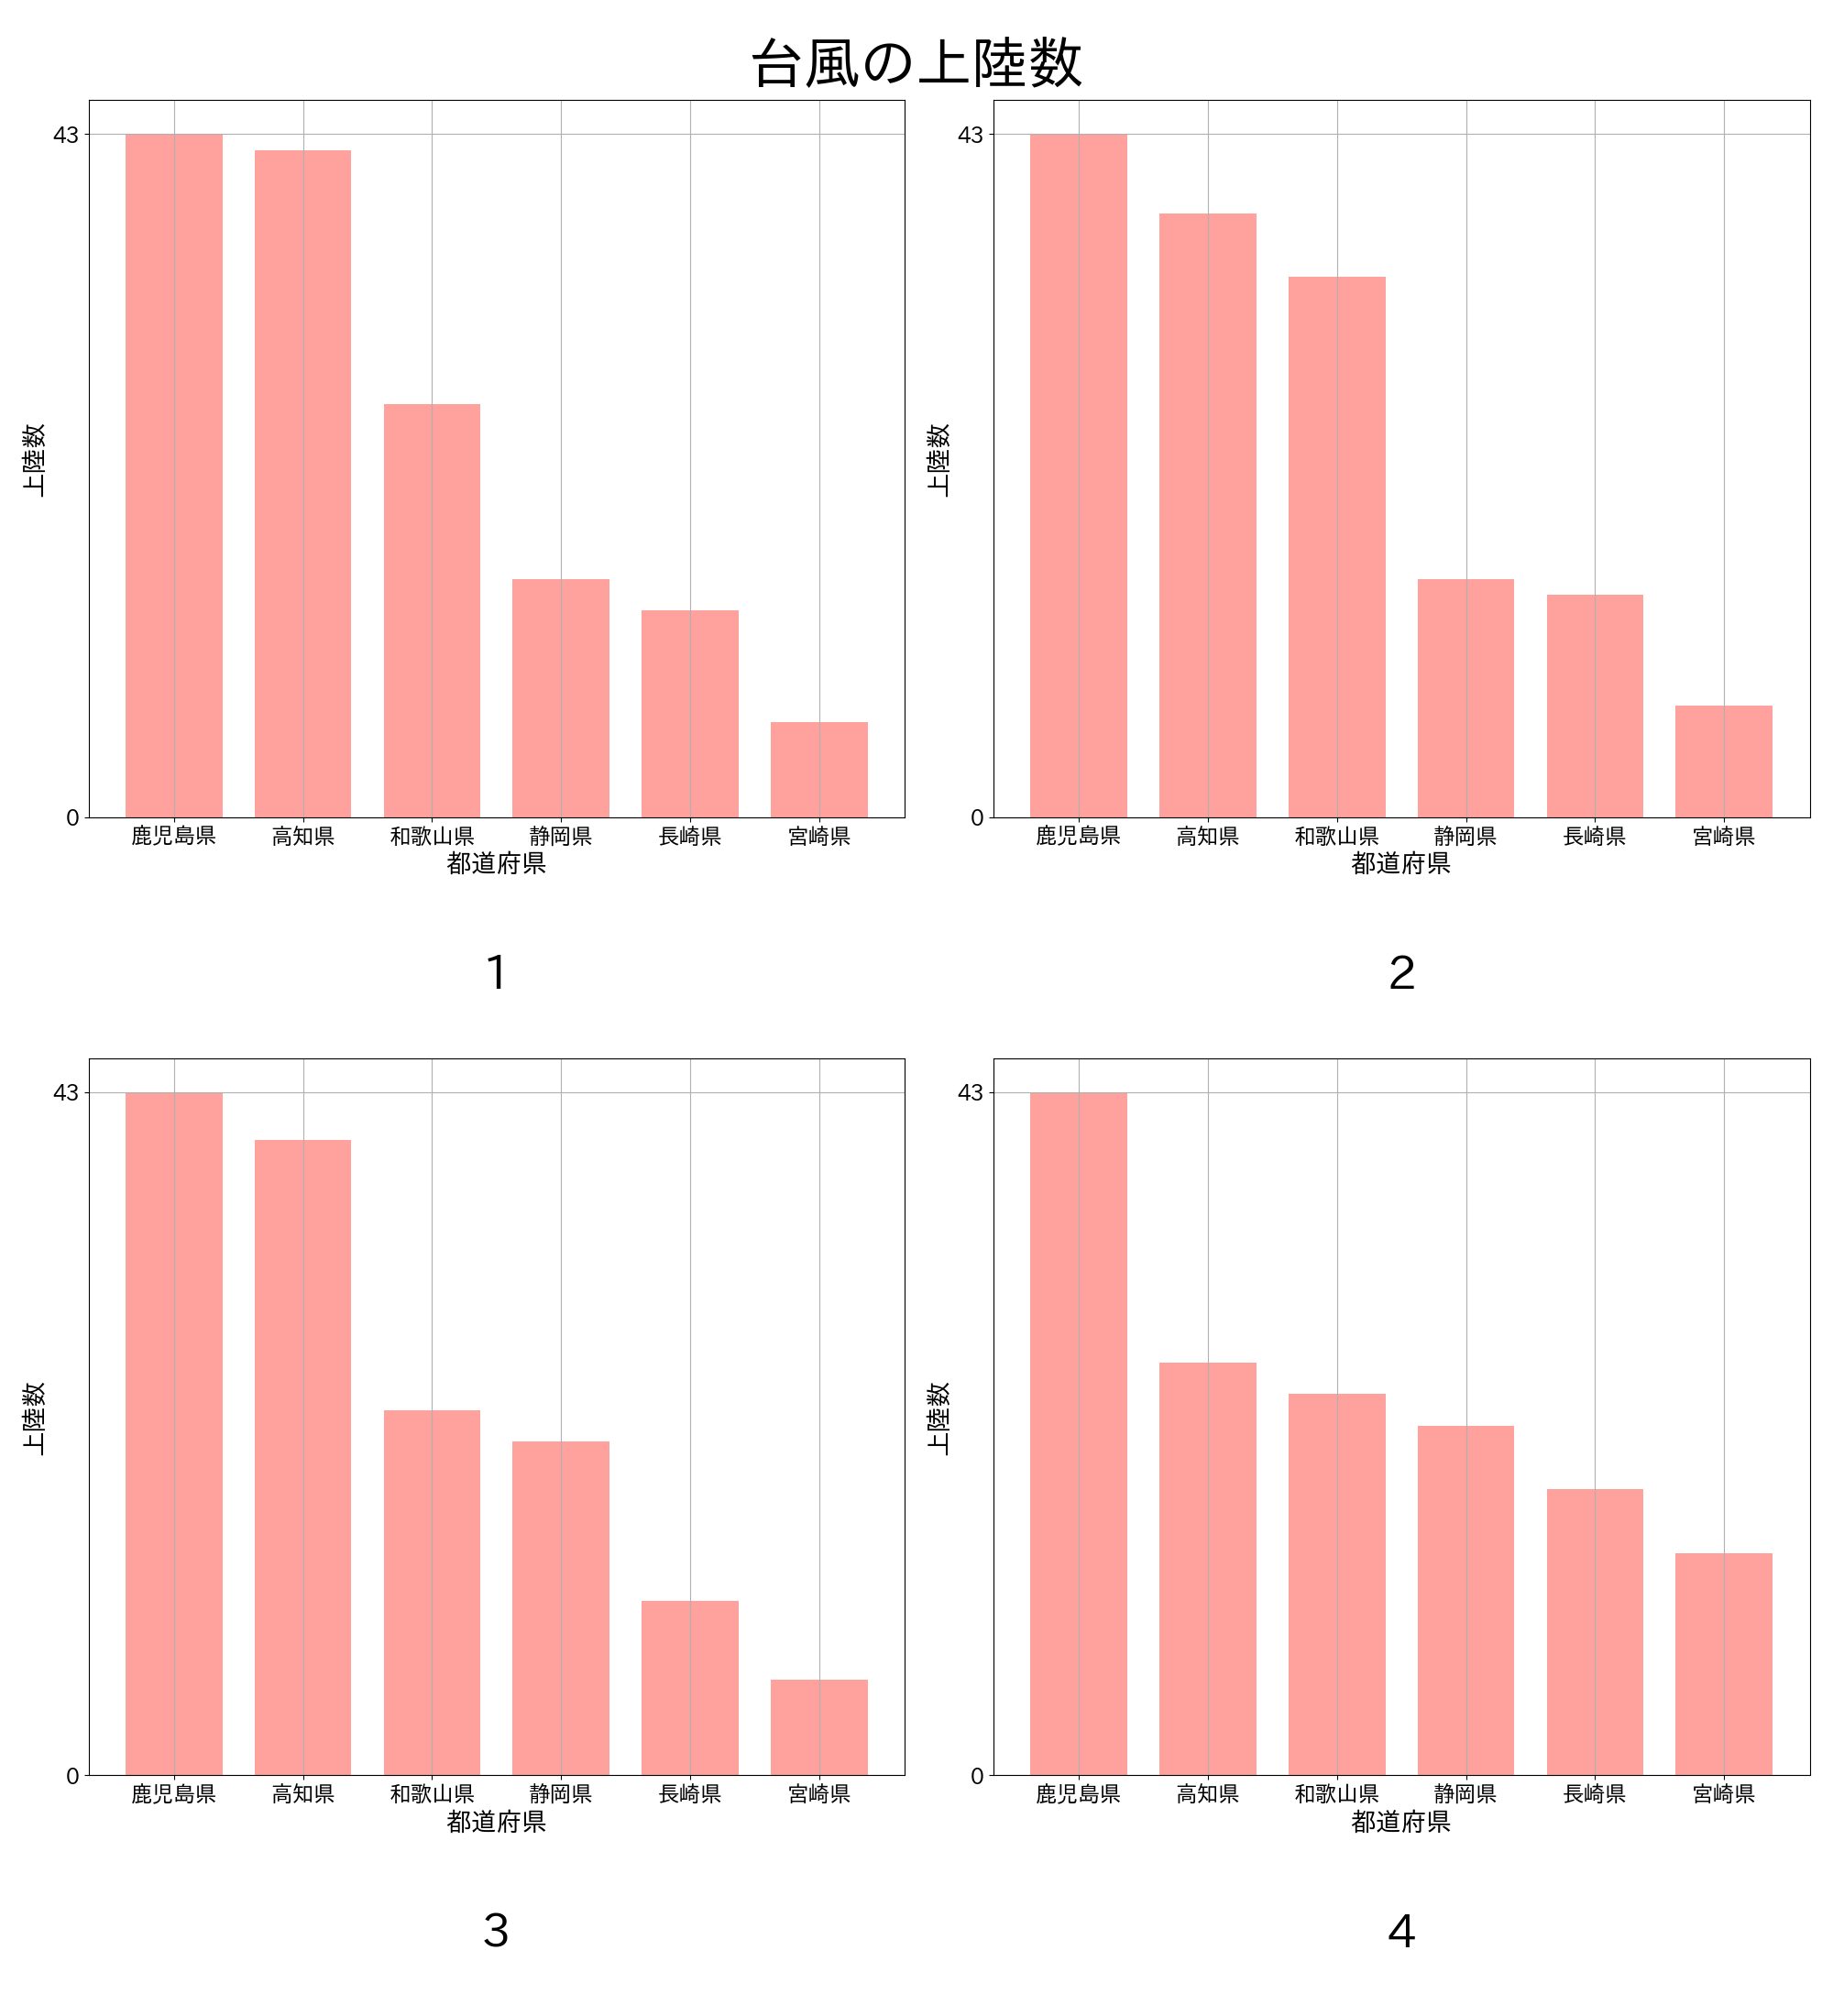 台風の上陸数
43
0
上陸数
鹿児島県 高知県 和歌山県 静岡県 長崎県 宮崎県
都道府県
1
43
0
上陸数
鹿児島県 高知県 和歌山県 静岡県 長崎県 宮崎県
都道府県
2
43
0
上陸数
鹿児島県 高知県 和歌山県 静岡県 長崎県 宮崎県
都道府県
3
43
0
上陸数
鹿児島県 高知県 和歌山県 静岡県 長崎県 宮崎県
都道府県
4